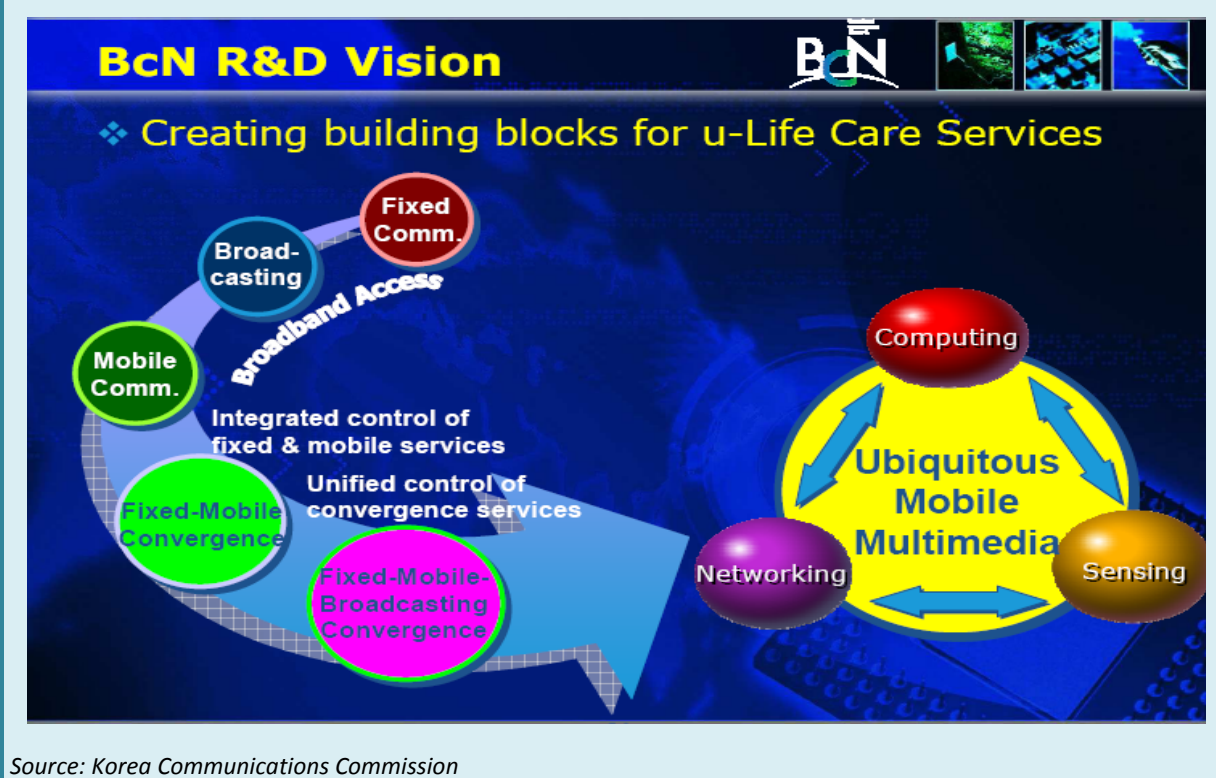 BcN R&D Vision
BcN
❖ Creating building blocks for u-Life Care Services
Fixed
Comm.
Broad-
casting
Broadband Access
Mobile
Comm.
Integrated control of
fixed & mobile services
Unified control of
convergence services
Fixed-Mobile
Convergence
Fixed-Mobile-
Broadcasting
Convergence
Computing
Ubiquitous
Mobile
Multimedia
Networking
Sensing
Source: Korea Communications Commission